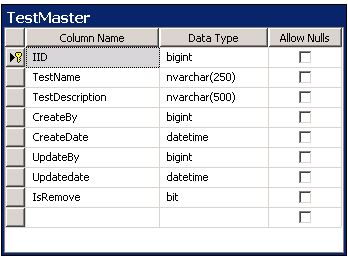 TestMaster
Column Name Data Type Allow Nulls
IID bigint
TestName nvarchar(250)
TestDescription nvarchar(500)
CreateBy bigint
CreateDate datetime
UpdateBy bigint
Updatedate datetime
IsRemove bit